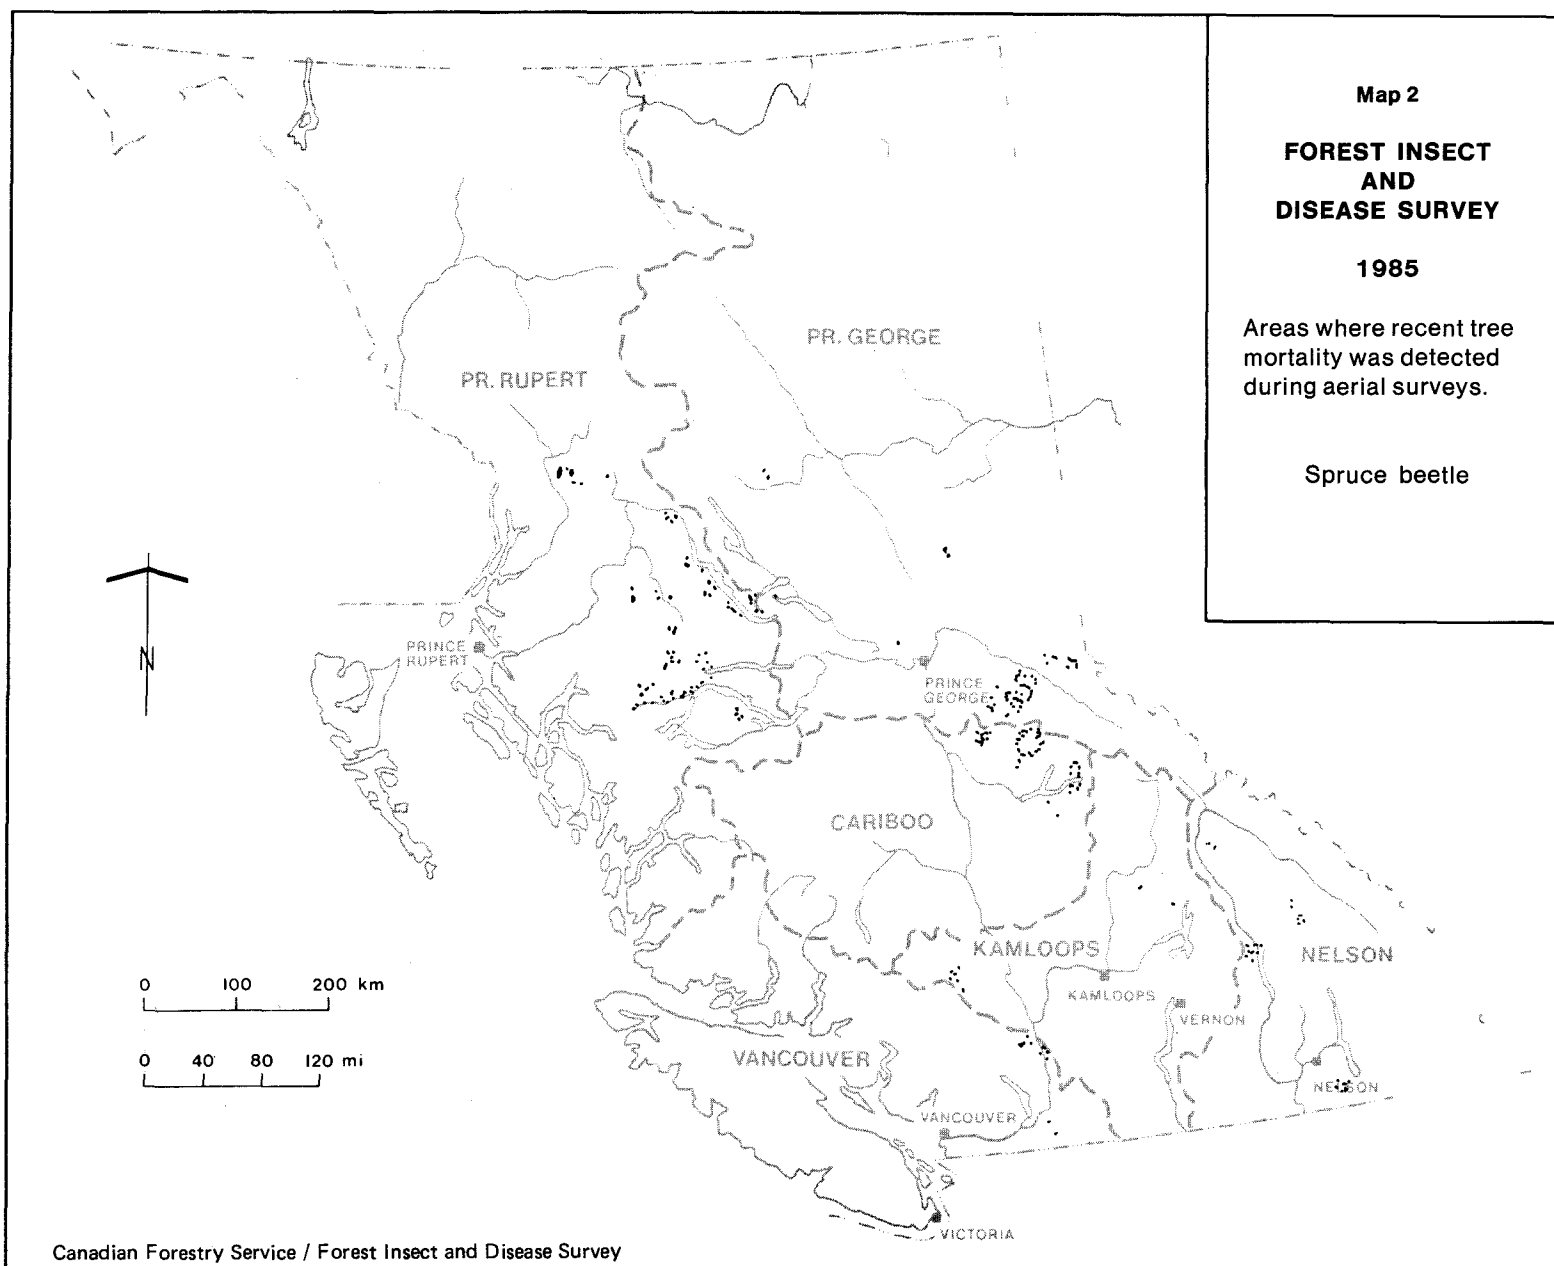 Map 2
FOREST INSECT
AND
DISEASE SURVEY
1985
Areas where recent tree
mortality was detected
during aerial surveys.
Spruce beetle
PR. GEORGE
PR. RUPERT
N
PRINCE
RUPERT
PRINCE
GEORGE
CARIBOO
KAMLOOPS
NELSON
KAMLOOPS
VERNON
0 100 200 km
0 40 80 120 mi
VANCOUVER
NELSON
VANCOUVER
VICTORIA
Canadian Forestry Service / Forest Insect and Disease Survey